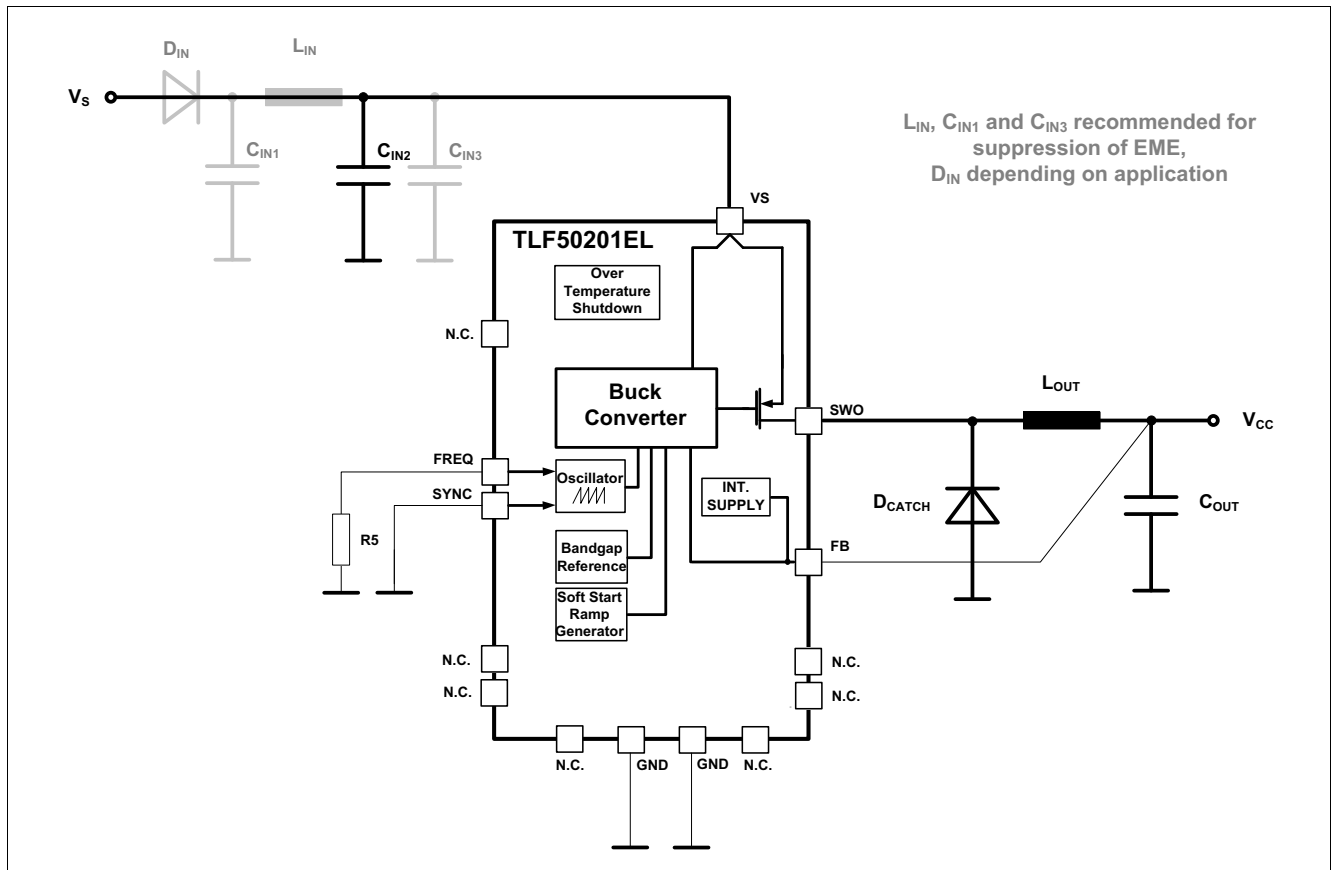 D_IN
L_IN
V_S
C_IN1
C_IN2
C_IN3
L_IN, C_IN1 and C_IN3 recommended for
suppression of EME,
D_IN depending on application
VS
TLF50201EL
Over
Temperature
Shutdown
N.C.
Buck
Converter
SWO
L_OUT
V_CC
FREQ
Oscillator
SYNC
INT.
SUPPLY
D_CATCH
C_OUT
R5
FB
Bandgap
Reference
Soft Start
Ramp
Generator
N.C.
N.C.
N.C.
N.C.
N.C.
GND
GND
N.C.